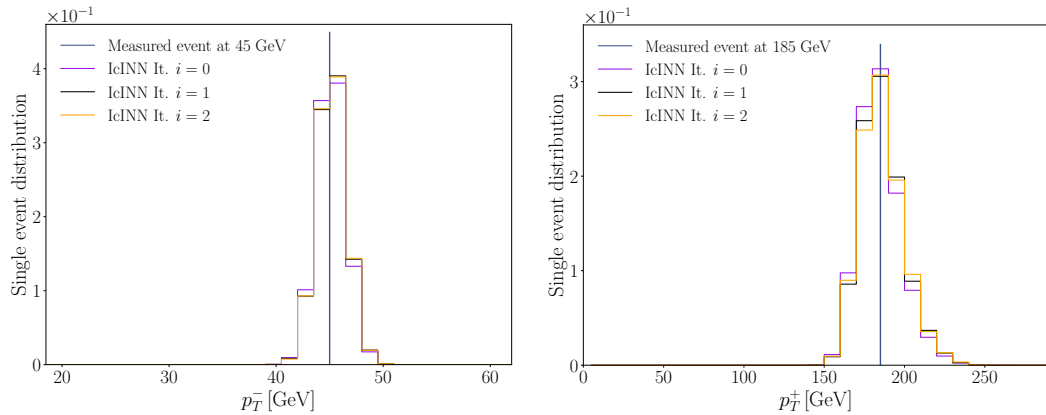 ×10⁻¹
Measured event at 45 GeV
IcINN It. i = 0
IcINN It. i = 1
IcINN It. i = 2
Single event distribution
4
3
2
1
0
20 30 40 50 60
p_T^- [GeV]
×10⁻¹
Measured event at 185 GeV
IcINN It. i = 0
IcINN It. i = 1
IcINN It. i = 2
Single event distribution
3
2
1
0
0 50 100 150 200 250
p_T^+ [GeV]